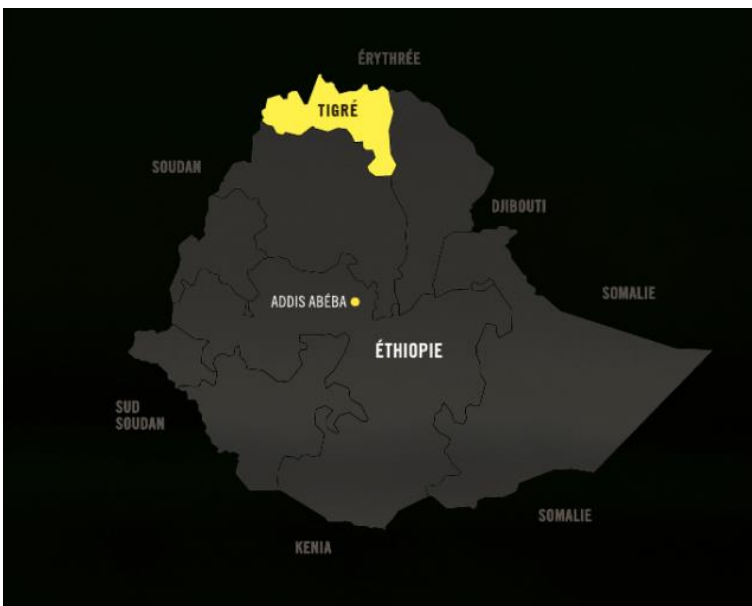 ÉRYTHRÉE
TIGRÉ
SOUDAN
DJIBOUTI
SOMALIE
ADDIS ABÉBA
ÉTHIOPIE
SUD
SOUDAN
SOMALIE
KENIA